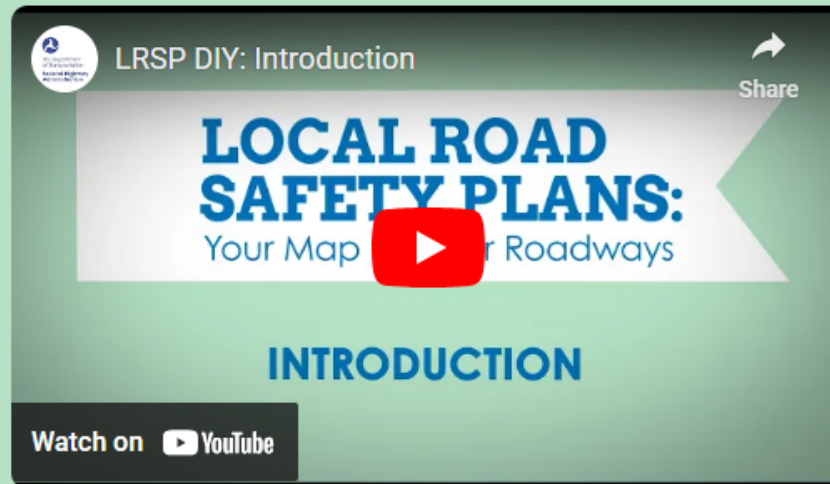 LRSP DIY: Introduction
Share
LOCAL ROAD
SAFETY PLANS:
Your Map Roadways
INTRODUCTION
Watch on YouTube